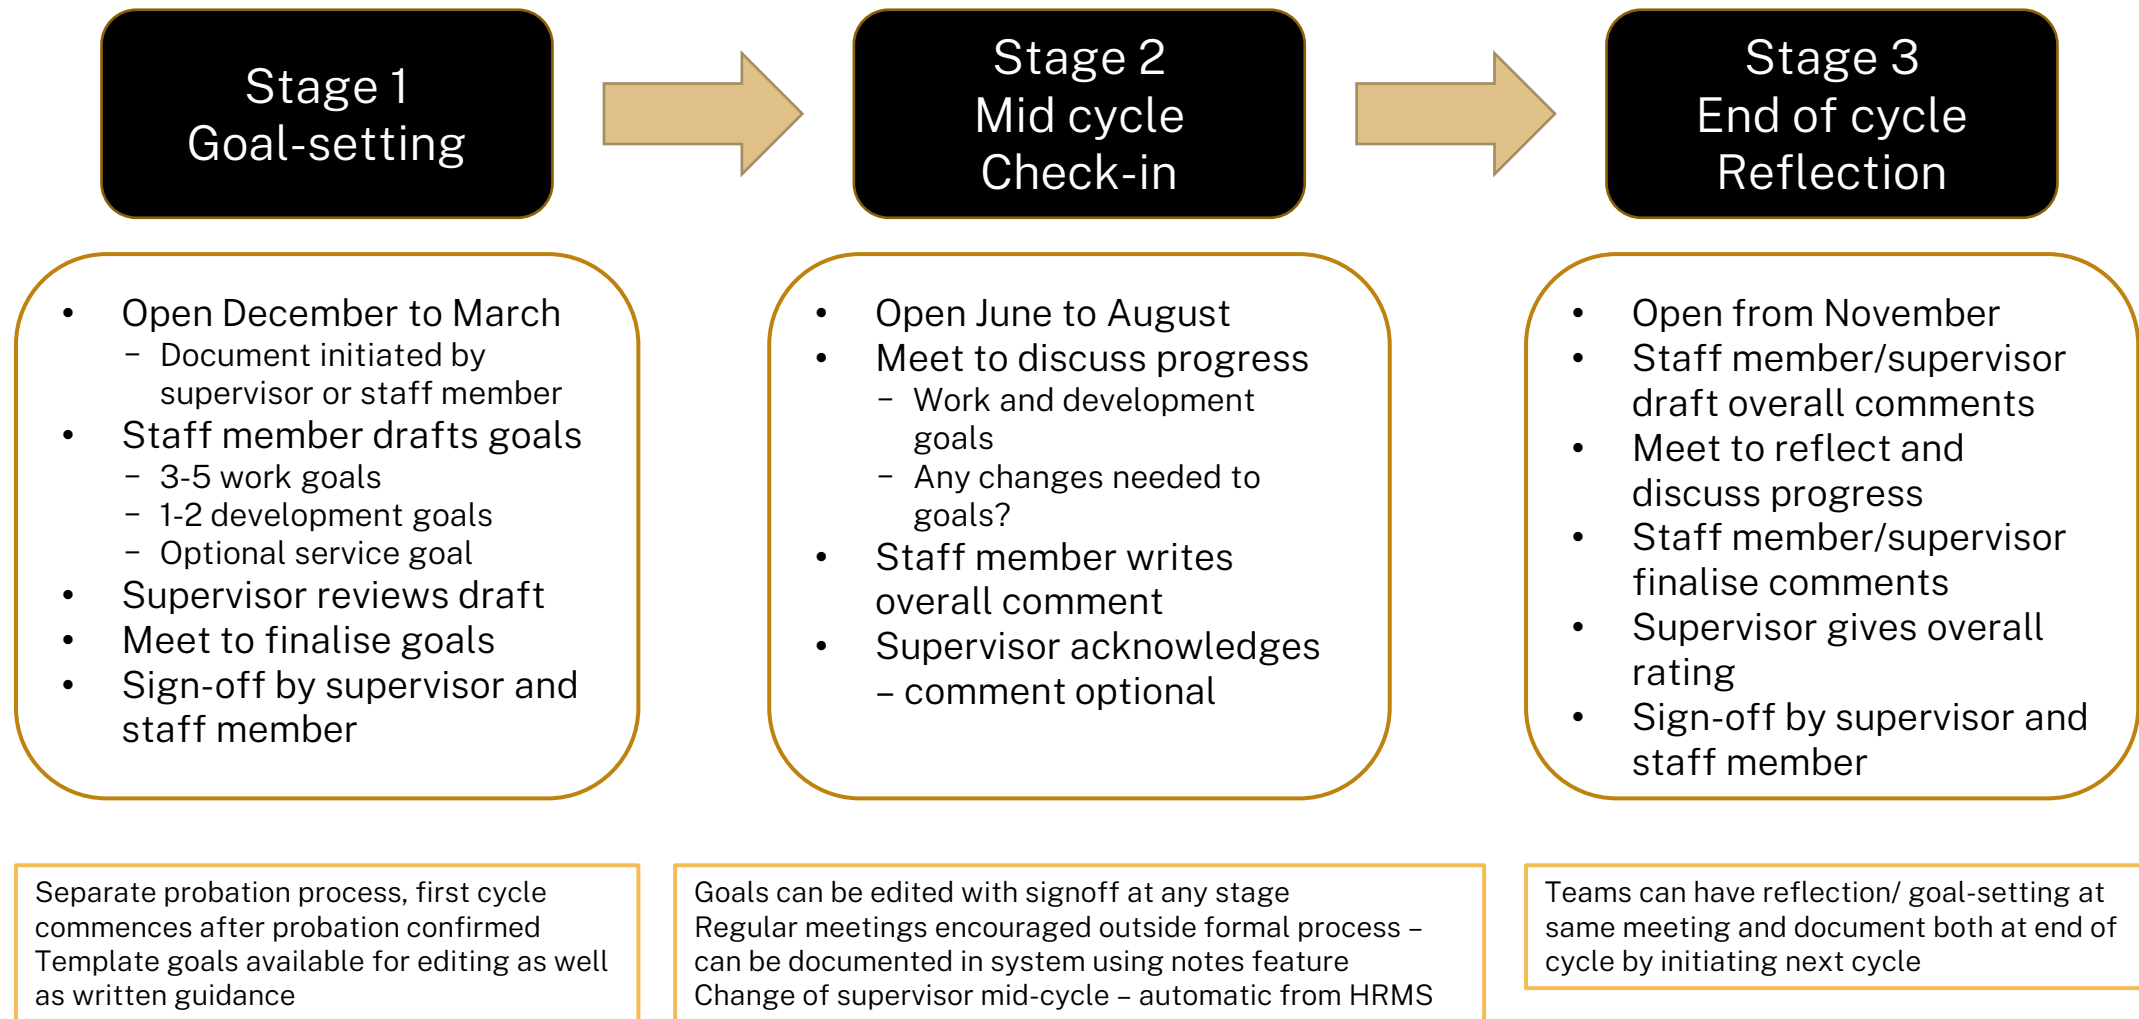 Stage 1
Goal-setting
Stage 2
Mid cycle
Check-in
Stage 3
End of cycle
Reflection
• Open December to March
– Document initiated by
supervisor or staff member
• Staff member drafts goals
– 3-5 work goals
– 1-2 development goals
– Optional service goal
• Supervisor reviews draft
• Meet to finalise goals
• Sign-off by supervisor and
staff member
• Open June to August
• Meet to discuss progress
– Work and development
goals
– Any changes needed to
goals?
• Staff member writes
overall comment
• Supervisor acknowledges
– comment optional
• Open from November
• Staff member/supervisor
draft overall comments
• Meet to reflect and
discuss progress
• Staff member/supervisor
finalise comments
• Supervisor gives overall
rating
• Sign-off by supervisor and
staff member
Separate probation process, first cycle
commences after probation confirmed
Template goals available for editing as well
as written guidance
Goals can be edited with signoff at any stage
Regular meetings encouraged outside formal process –
can be documented in system using notes feature
Change of supervisor mid-cycle – automatic from HRMS
Teams can have reflection/ goal-setting at
same meeting and document both at end of
cycle by initiating next cycle